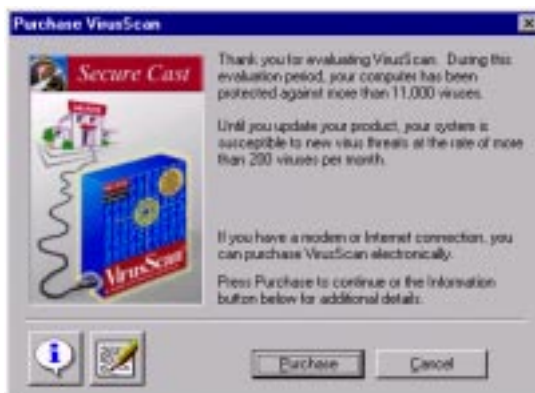 Purchase VirusScan
Secure Cast
Thank you for evaluating VirusScan. During this
evaluation period, your computer has been
protected against more than 11,000 viruses.
Until you update your product, your system is
susceptible to new virus threats at the rate of more
than 200 viruses per month.
If you have a modem or Internet connection, you
can purchase VirusScan electronically.
Press Purchase to continue or the Information
button below for additional details.
VirusScan
Purchase
Cancel